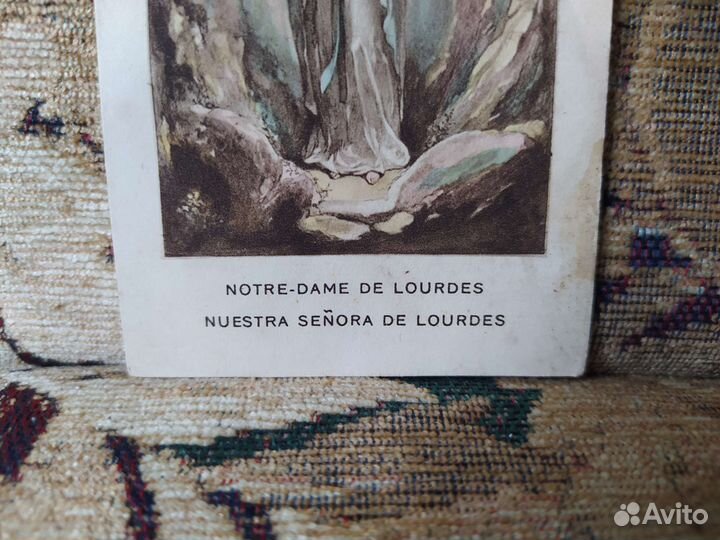 NOTRE-DAME DE LOURDES
NUESTRA SEÑORA DE LOURDES
Avito